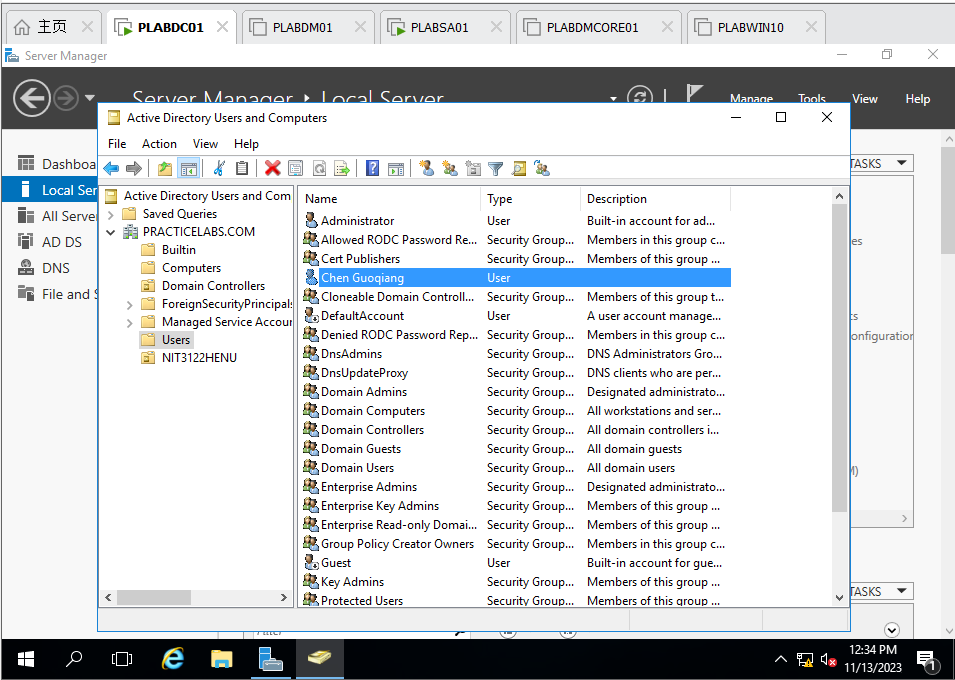 主页
PLABDC01
PLABDM01
PLABSA01
PLABDMCORE01
PLABWIN10
Server Manager
Server Manager Local Server
Manage Tools View Help
Active Directory Users and Computers
File Action View Help
Dashboa
Local Ser
All Server
AD DS
DNS
File and S
Active Directory Users and Com
Saved Queries
PRACTICELABS.COM
Builtin
Computers
Domain Controllers
ForeignSecurityPrincipals
Managed Service Accoun
Users
NIT3122HENU
Name Type Description
Administrator User Built-in account for ad...
Allowed RODC Password Re... Security Group... Members in this group c...
Cert Publishers Security Group... Members of this group ...
Chen Guoqiang User
Cloneable Domain Controll... Security Group... Members of this group t...
DefaultAccount User A user account manage...
Denied RODC Password Rep... Security Group... Members in this group c...
DnsAdmins Security Group... DNS Administrators Gro...
DnsUpdateProxy Security Group... DNS clients who are per...
Domain Admins Security Group... Designated administrato...
Domain Computers Security Group... All workstations and ser...
Domain Controllers Security Group... All domain controllers i...
Domain Guests Security Group... All domain guests
Domain Users Security Group... All domain users
Enterprise Admins Security Group... Designated administrato...
Enterprise Key Admins Security Group... Members of this group ...
Enterprise Read-only Domai... Security Group... Members of this group ...
Group Policy Creator Owners Security Group... Members in this group c...
Guest User Built-in account for gue...
Key Admins Security Group... Members of this group ...
Protected Users Security Group... Members of this group ...
TASKS
es
ts
onfiguration
M)
TASKS
12:34 PM
11/13/2023
1